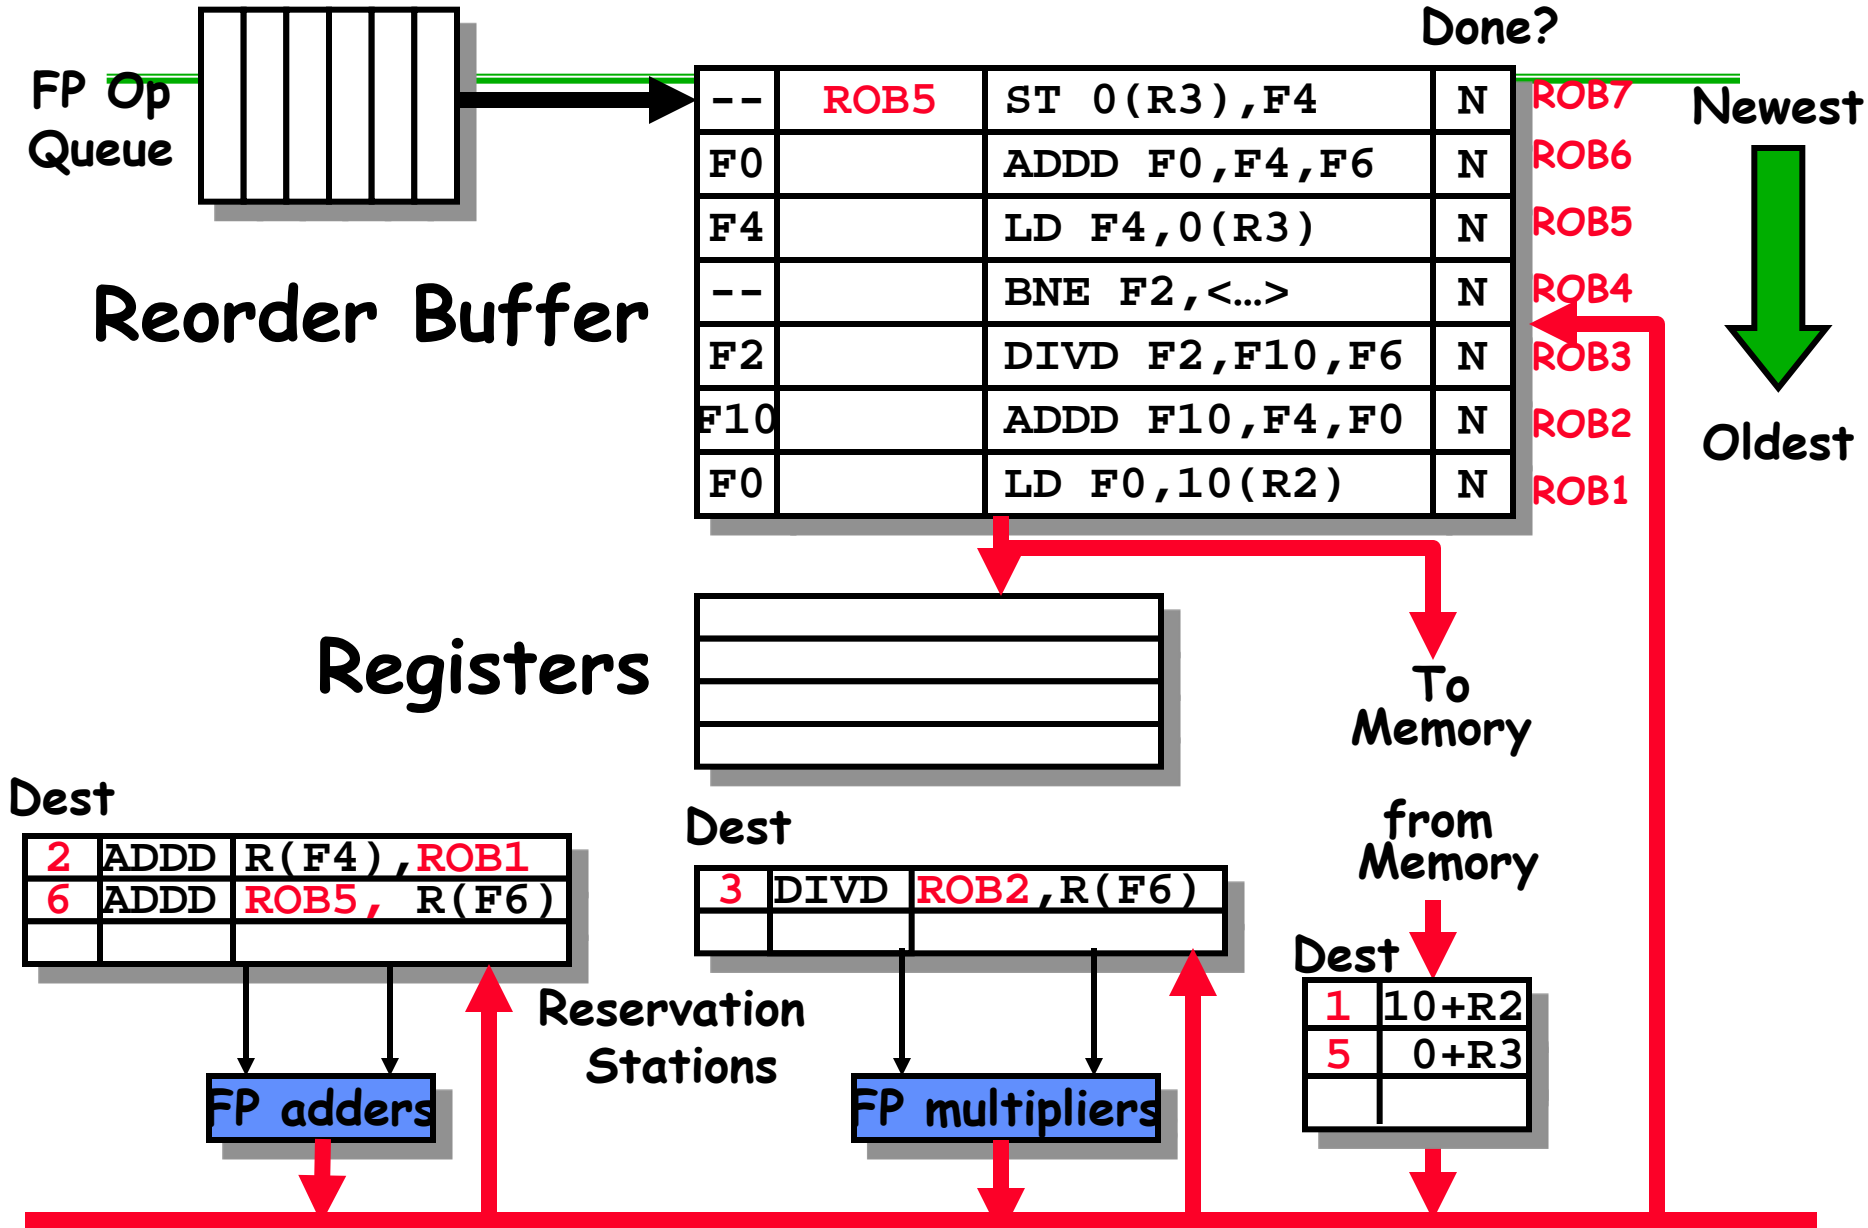 Done?
FP Op
Queue
-- ROB5 ST 0(R3),F4 N ROB7
F0 ADDD F0,F4,F6 N ROB6
F4 LD F4,0(R3) N ROB5
-- BNE F2,<…> N ROB4
F2 DIVD F2,F10,F6 N ROB3
F10 ADDD F10,F4,F0 N ROB2
F0 LD F0,10(R2) N ROB1
Newest
Oldest
Reorder Buffer
Registers
To
Memory
from
Memory
Dest
2 ADDD R(F4),ROB1
6 ADDD ROB5, R(F6)
Dest
3 DIVD ROB2,R(F6)
Dest
1 10+R2
5 0+R3
Reservation
Stations
FP adders
FP multipliers